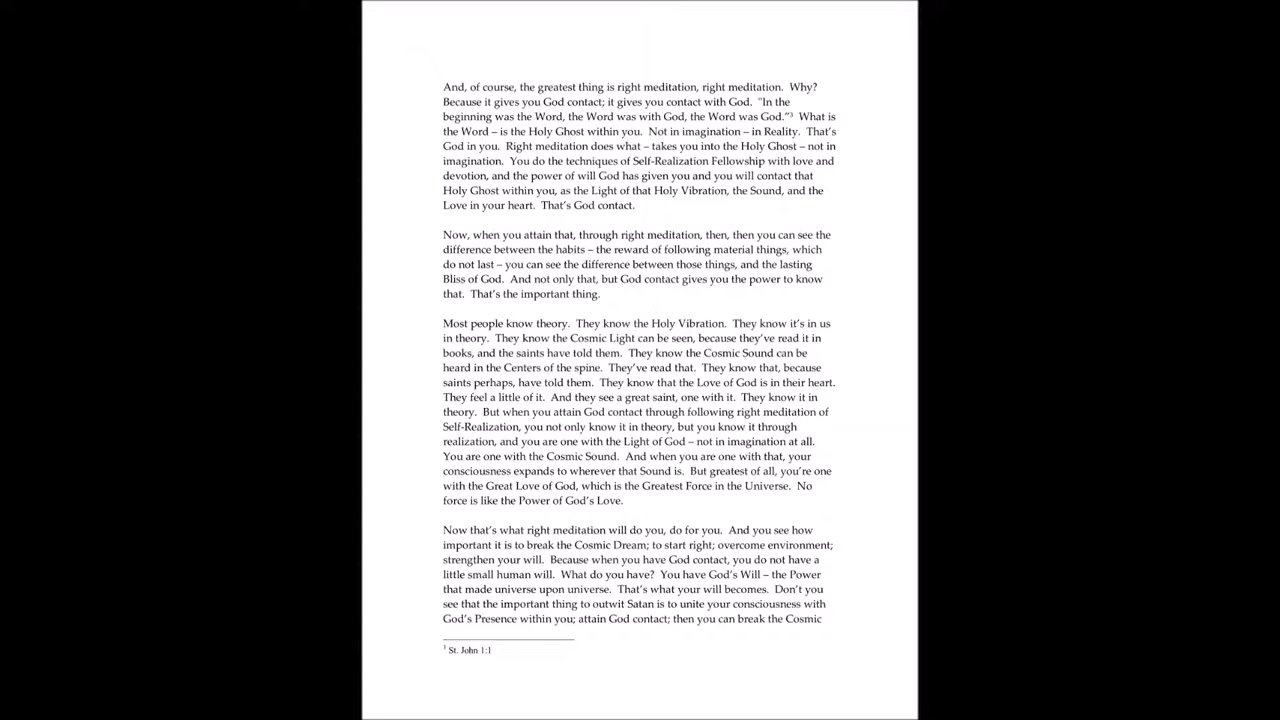 And, of course, the greatest thing is right meditation, right meditation.  Why?
Because it gives you God contact; it gives you contact with God.  "In the
beginning was the Word, the Word was with God, the Word was God."³  What is
the Word – is the Holy Ghost within you.  Not in imagination – in Reality.  That's
God in you.  Right meditation does what – takes you into the Holy Ghost – not in
imagination.  You do the techniques of Self-Realization Fellowship with love and
devotion, and the power of will God has given you and you will contact that
Holy Ghost within you, as the Light of that Holy Vibration, the Sound, and the
Love in your heart.  That's God contact.
Now, when you attain that, through right meditation, then, then you can see the
difference between the habits – the reward of following material things, which
do not last – you can see the difference between those things, and the lasting
Bliss of God.  And not only that, but God contact gives you the power to know
that.  That's the important thing.
Most people know theory.  They know the Holy Vibration.  They know it's in us
in theory.  They know the Cosmic Light can be seen, because they've read it in
books, and the saints have told them.  They know the Cosmic Sound can be
heard in the Centers of the spine.  They've read that.  They know that, because
saints perhaps, have told them.  They know that the Love of God is in their heart.
They feel a little of it.  And they see a great saint, one with it.  They know it in
theory.  But when you attain God contact through following right meditation of
Self-Realization, you not only know it in theory, but you know it through
realization, and you are one with the Light of God – not in imagination at all.
You are one with the Cosmic Sound.  And when you are one with that, your
consciousness expands to wherever that Sound is.  But greatest of all, you're one
with the Great Love of God, which is the Greatest Force in the Universe.  No
force is like the Power of God's Love.
Now that's what right meditation will do you, do for you.  And you see how
important it is to break the Cosmic Dream; to start right; overcome environment;
strengthen your will.  Because when you have God contact, you do not have a
little small human will.  What do you have?  You have God's Will – the Power
that made universe upon universe.  That's what your will becomes.  Don't you
see that the important thing to outwit Satan is to unite your consciousness with
God's Presence within you; attain God contact; then you can break the Cosmic
³ St. John 1:1